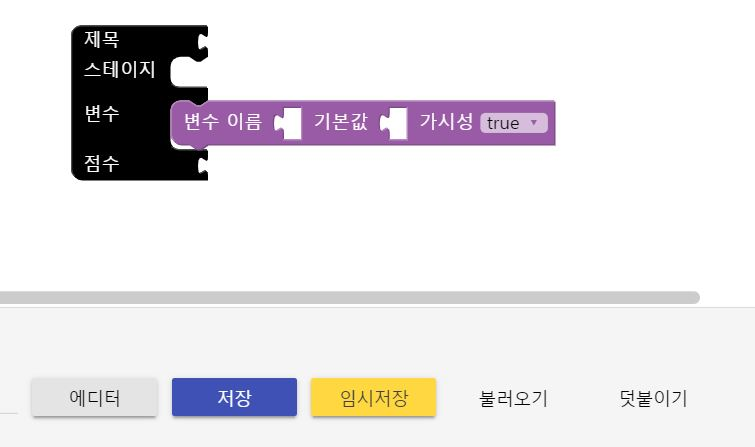 제목
스테이지
변수
변수 이름 기본값 가시성 true
점수
에디터 저장 임시저장 불러오기 덧붙이기